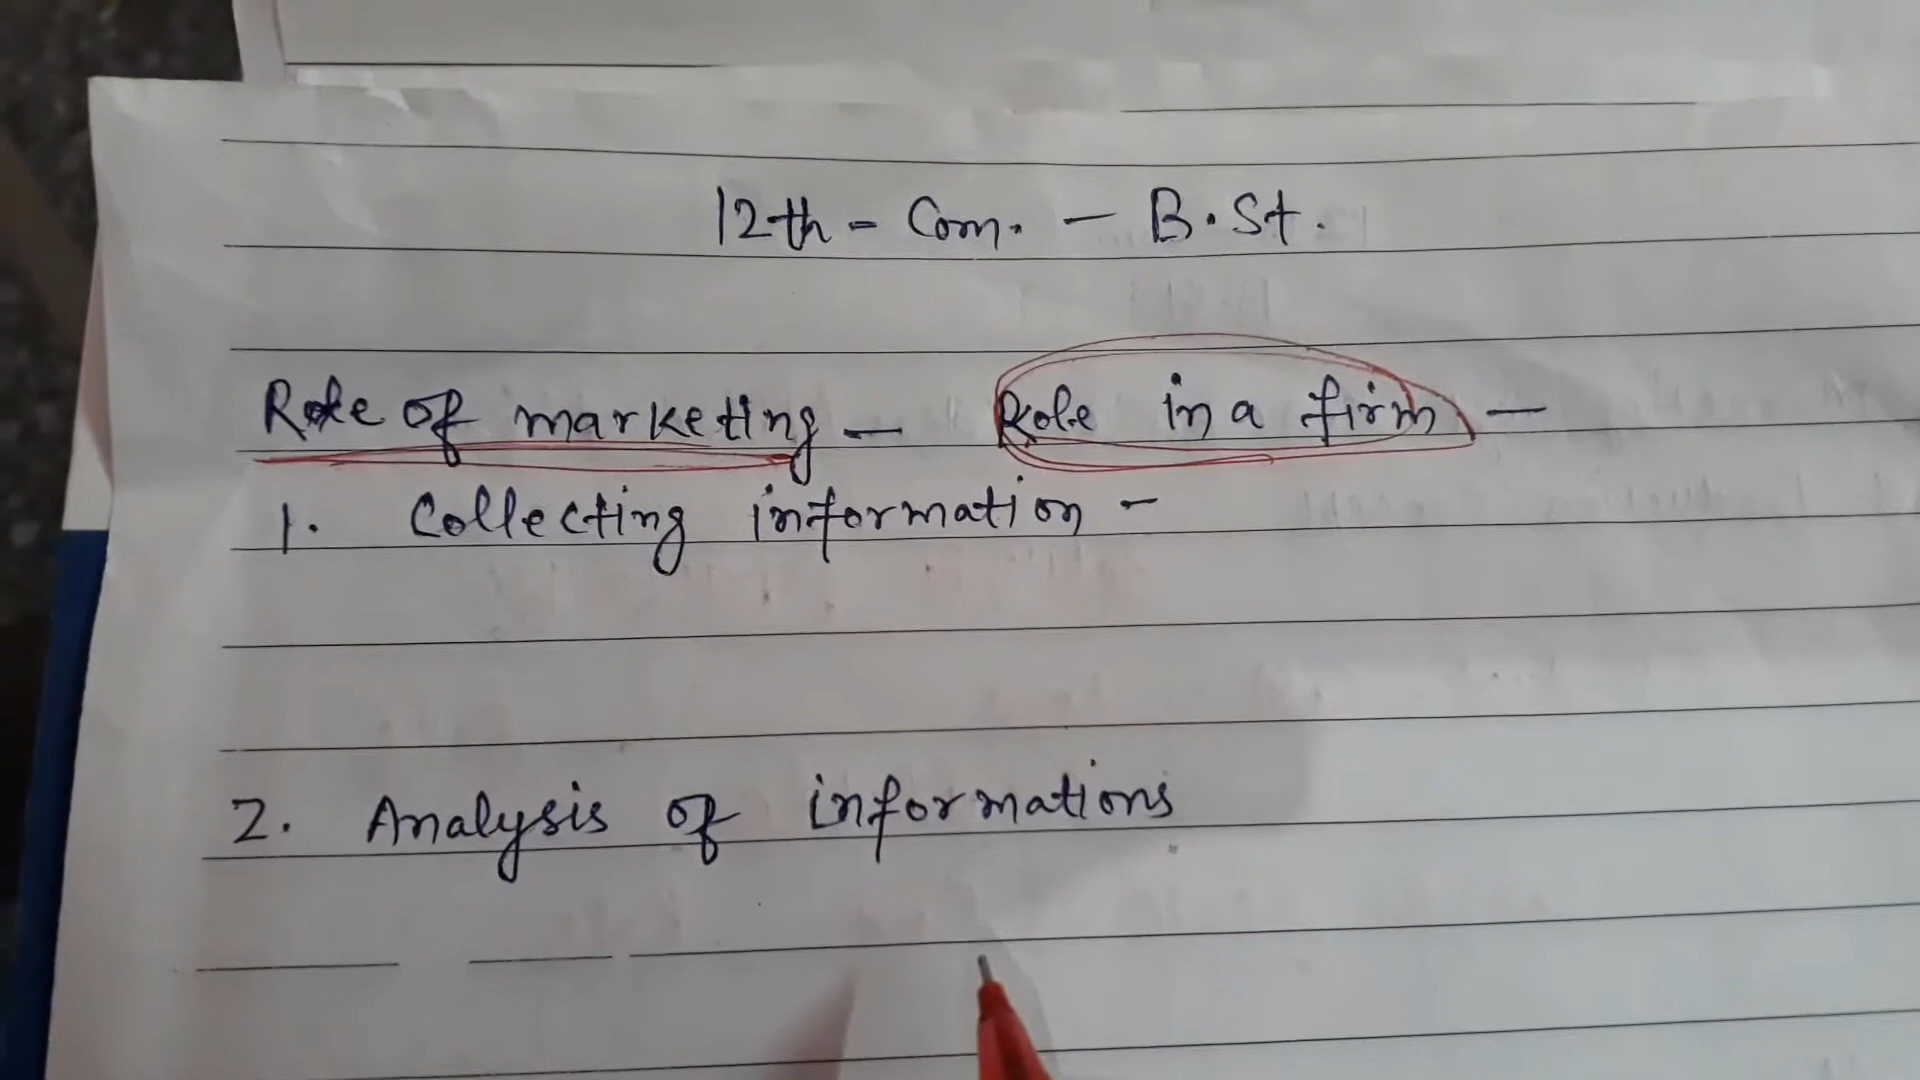 12th - Com. - B.St.
Role of marketing - Role in a firm -
1. Collecting information -
2. Analysis of informations